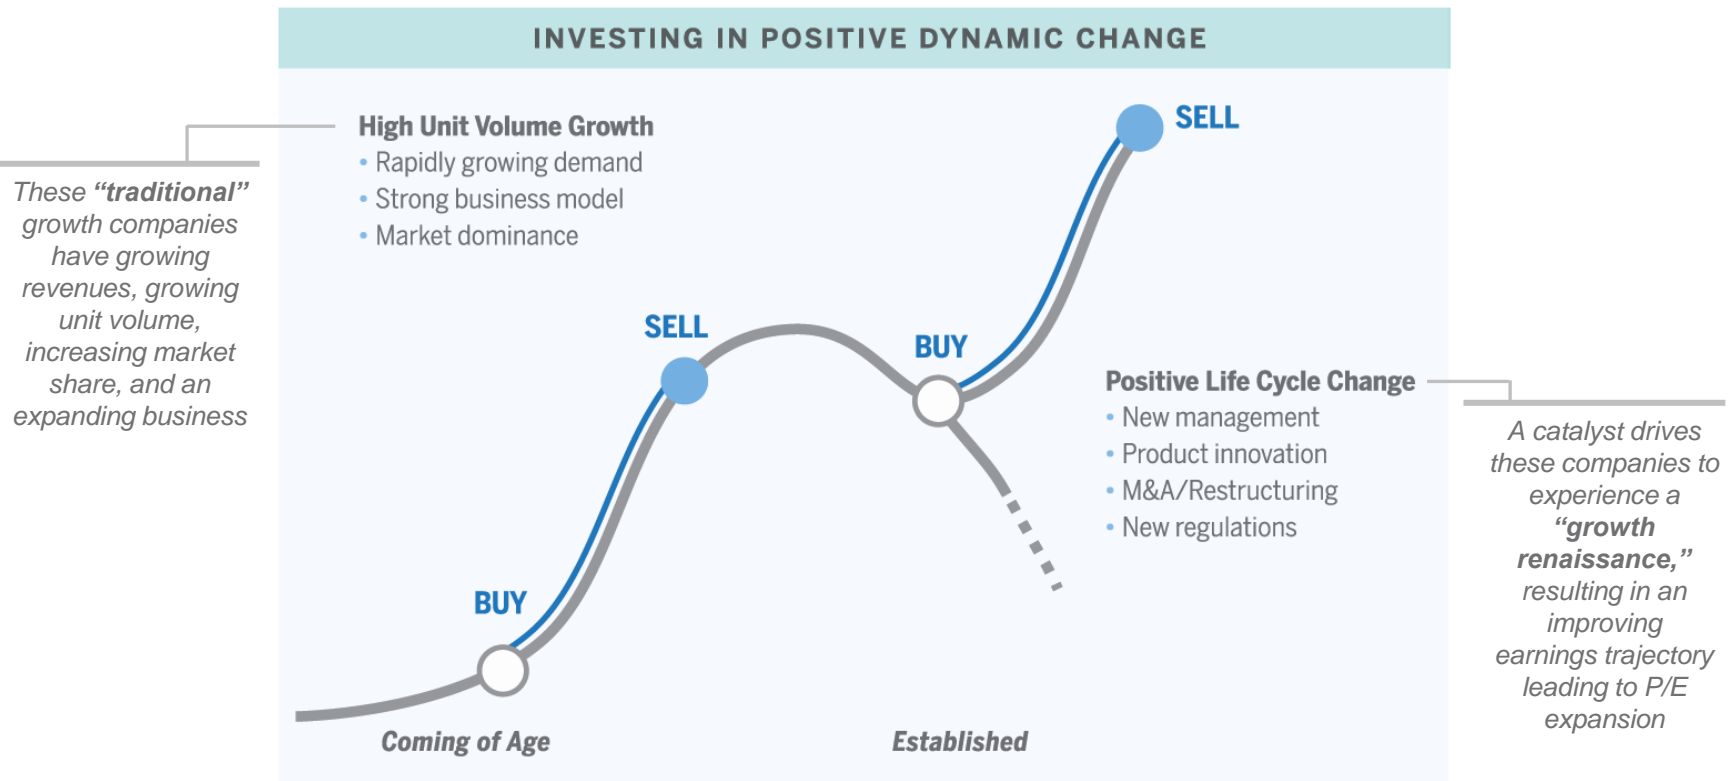 INVESTING IN POSITIVE DYNAMIC CHANGE
These “traditional”
growth companies
have growing
revenues, growing
unit volume,
increasing market
share, and an
expanding business
High Unit Volume Growth
• Rapidly growing demand
• Strong business model
• Market dominance
SELL
SELL
BUY
BUY
Positive Life Cycle Change
• New management
• Product innovation
• M&A/Restructuring
• New regulations
A catalyst drives
these companies to
experience a
“growth
renaissance,”
resulting in an
improving
earnings trajectory
leading to P/E
expansion
Coming of Age
Established